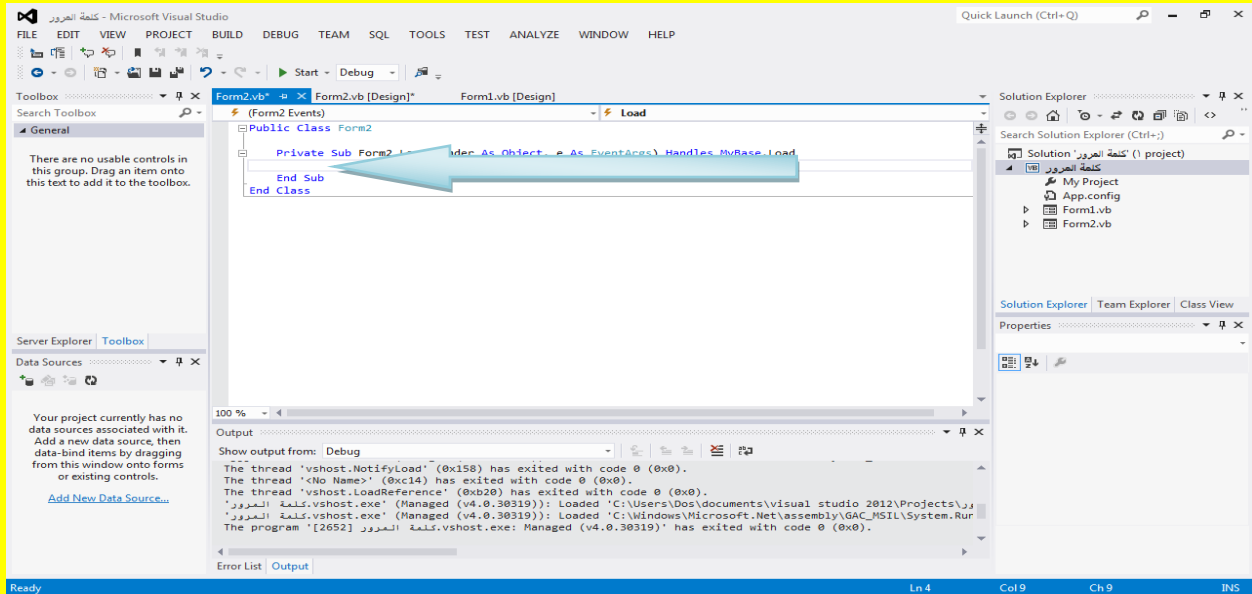 كلمة المرور - Microsoft Visual Studio
Quick Launch (Ctrl+Q)
FILE EDIT VIEW PROJECT BUILD DEBUG TEAM SQL TOOLS TEST ANALYZE WINDOW HELP
Start Debug
Toolbox
Search Toolbox
General
There are no usable controls in
this group. Drag an item onto
this text to add it to the toolbox.
Server Explorer Toolbox
Data Sources
Your project currently has no
data sources associated with it.
Add a new data source, then
data-bind items by dragging
from this window onto forms
or existing controls.
Add New Data Source...
Form2.vb* Form2.vb [Design]* Form1.vb [Design]
(Form2 Events) Load
Public Class Form2
Private Sub Form2 As Object, e As EventArgs) Handles MyBase.Load
End Sub
End Class
100 %
Output
Show output from: Debug
The thread 'vshost.NotifyLoad' (0x158) has exited with code 0 (0x0).
The thread '<No Name>' (0xc14) has exited with code 0 (0x0).
The thread 'vshost.LoadReference' (0xb20) has exited with code 0 (0x0).
'كلمة المرور.vshost.exe' (Managed (v4.0.30319)): Loaded 'C:\Users\Dos\documents\visual studio 2012\Projects\
'كلمة المرور.vshost.exe' (Managed (v4.0.30319)): Loaded 'C:\Windows\Microsoft.Net\assembly\GAC_MSIL\System.Run
The program '[2652] كلمة المرور.vshost.exe: Managed (v4.0.30319)' has exited with code 0 (0x0).
Error List Output
Solution Explorer
Search Solution Explorer (Ctrl+;)
Solution 'كلمة المرور' (1 project)
كلمة المرور
My Project
App.config
Form1.vb
Form2.vb
Solution Explorer Team Explorer Class View
Properties
Ready Ln 4 Col 9 Ch 9 INS